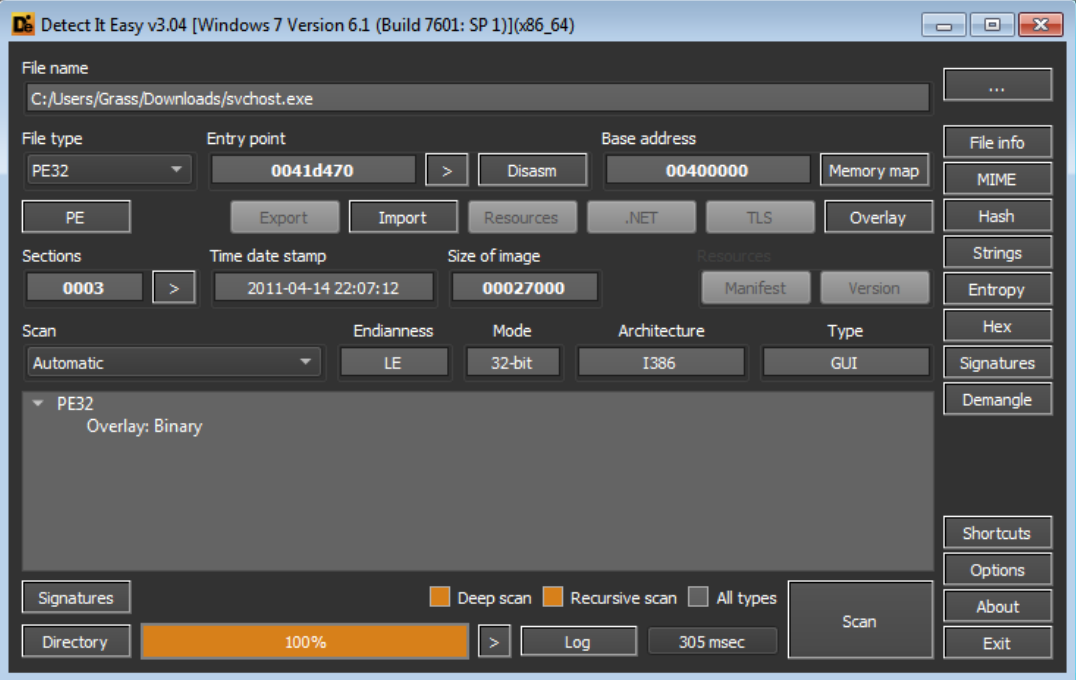 Detect It Easy v3.04 [Windows 7 Version 6.1 (Build 7601: SP 1)](x86_64)
File name
C:/Users/Grass/Downloads/svchost.exe
...
File type Entry point Base address
PE32 0041d470 > Disasm 00400000 Memory map
File info
MIME
PE Export Import Resources .NET TLS Overlay
Hash
Sections Time date stamp Size of image Resources
Strings
0003 > 2011-04-14 22:07:12 00027000 Manifest Version
Entropy
Scan Endianness Mode Architecture Type
Hex
Automatic LE 32-bit I386 GUI
Signatures
PE32
Demangle
Overlay: Binary
Shortcuts
Options
Signatures Deep scan Recursive scan All types
About
Scan
Directory 100% > Log 305 msec
Exit